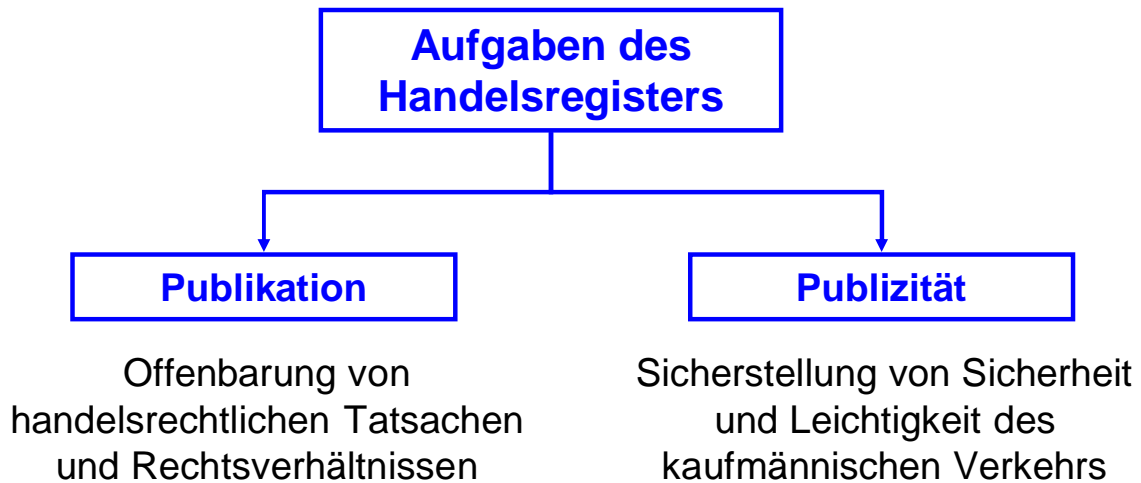 Aufgaben des
Handelsregisters
Publikation
Publizität
Offenbarung von
handelsrechtlichen Tatsachen
und Rechtsverhältnissen
Sicherstellung von Sicherheit
und Leichtigkeit des
kaufmännischen Verkehrs